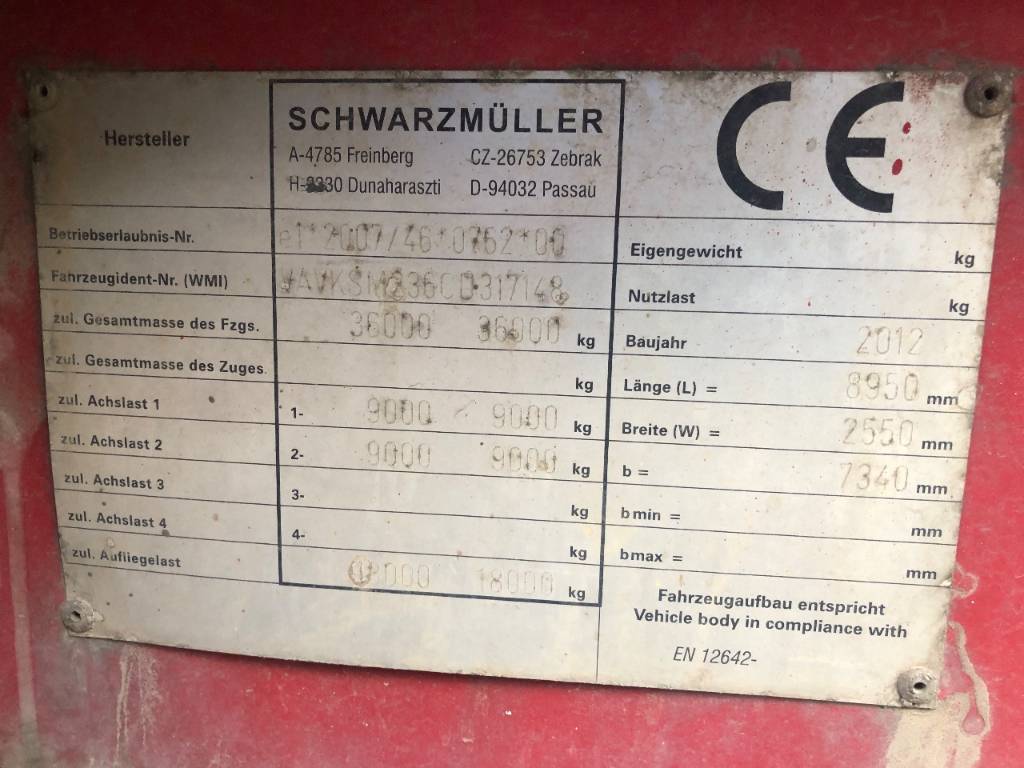 Hersteller
SCHWARZMÜLLER
A-4785 Freinberg CZ-26753 Zebrak
Dunaharaszti D-94032 Passau
CE
Betriebserlaubnis-Nr. e1*2007/46*0762*00
Fahrzeugident-Nr. (WMI)
zul. Gesamtmasse des Fzgs. 36000 36000 kg
zul. Gesamtmasse des Zuges kg
zul. Achslast 1 1- 9000 9000 kg
zul. Achslast 2 2- 9000 9000 kg
zul. Achslast 3 3- kg
zul. Achslast 4 4- kg
zul. Aufliegelast 18000 kg
Eigengewicht kg
Nutzlast kg
Baujahr 2012
Länge (L) = 8950 mm
Breite (W) = 2550 mm
b = 7340 mm
bmin = mm
bmax = mm
Fahrzeugaufbau entspricht
Vehicle body in compliance with
EN 12642-